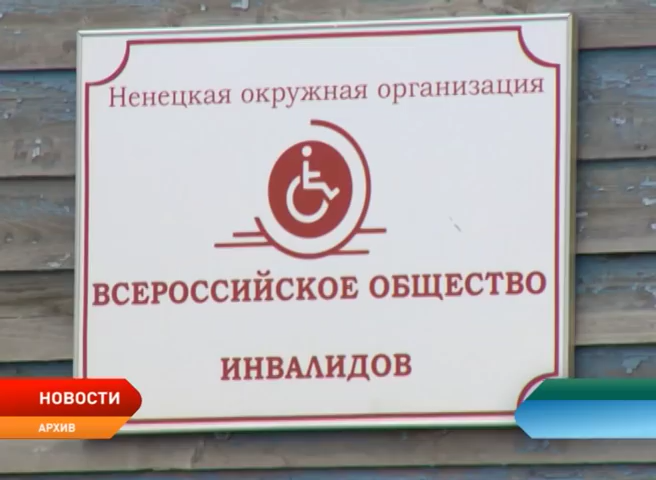 Ненецкая окружная организация
ВСЕРОССИЙСКОЕ ОБЩЕСТВО
ИНВАЛИДОВ
НОВОСТИ
АРХИВ